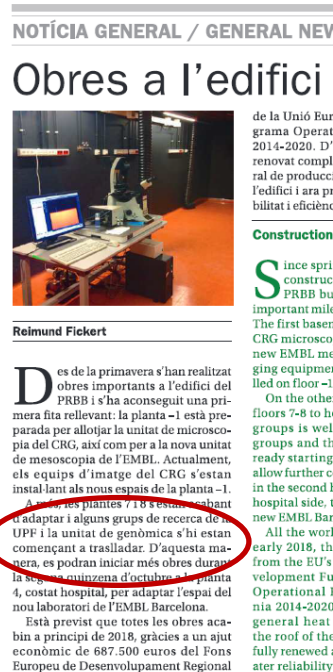 NOTÍCIA GENERAL / GENERAL NEW
Obres a l'edifici
Reimund Fickert
Des de la primavera s'han realitzat
obres importants a l'edifici del
PRBB i s'ha aconseguit una pri-
mera fita rellevant: la planta –1 està pre-
parada per allotjar la unitat de microsco-
pia del CRG, així com per a la nova unitat
de mesoscopia de l'EMBL. Actualment,
els equips d'imatge del CRG s'estan
instal·lant als nous espais de la planta –1.
A més, les plantes 7 i 8 s'estan acabant
d'adaptar i alguns grups de recerca de la
UPF i la unitat de genòmica s'hi estan
començant a traslladar. D'aquesta ma-
nera, es podran iniciar més obres durant
la segona quinzena d'octubre a la planta
4, costat hospital, per adaptar l'espai del
nou laboratori de l'EMBL Barcelona.
Està previst que totes les obres aca-
bin a principi de 2018, gràcies a un ajut
econòmic de 687.500 euros del Fons
Europeu de Desenvolupament Regional
de la Unió Eur
grama Operat
2014-2020. D'
renovat compl
ral de producci
l'edifici i ara pr
bilitat i eficiènc
Construction
Since spri
construc
PRBB bu
important mile
The first basem
CRG microsco
new EMBL me
ging equipmen
lled on floor –1
On the othe
floors 7-8 to ho
groups is wel
groups and th
ready starting
allow further c
in the second h
hospital side, t
new EMBL Bar
All the worl
early 2018, th
from the EU's
velopment Fu
Operational P
nia 2014-2020
general heat
the roof of the
fully renewed a
ater reliability